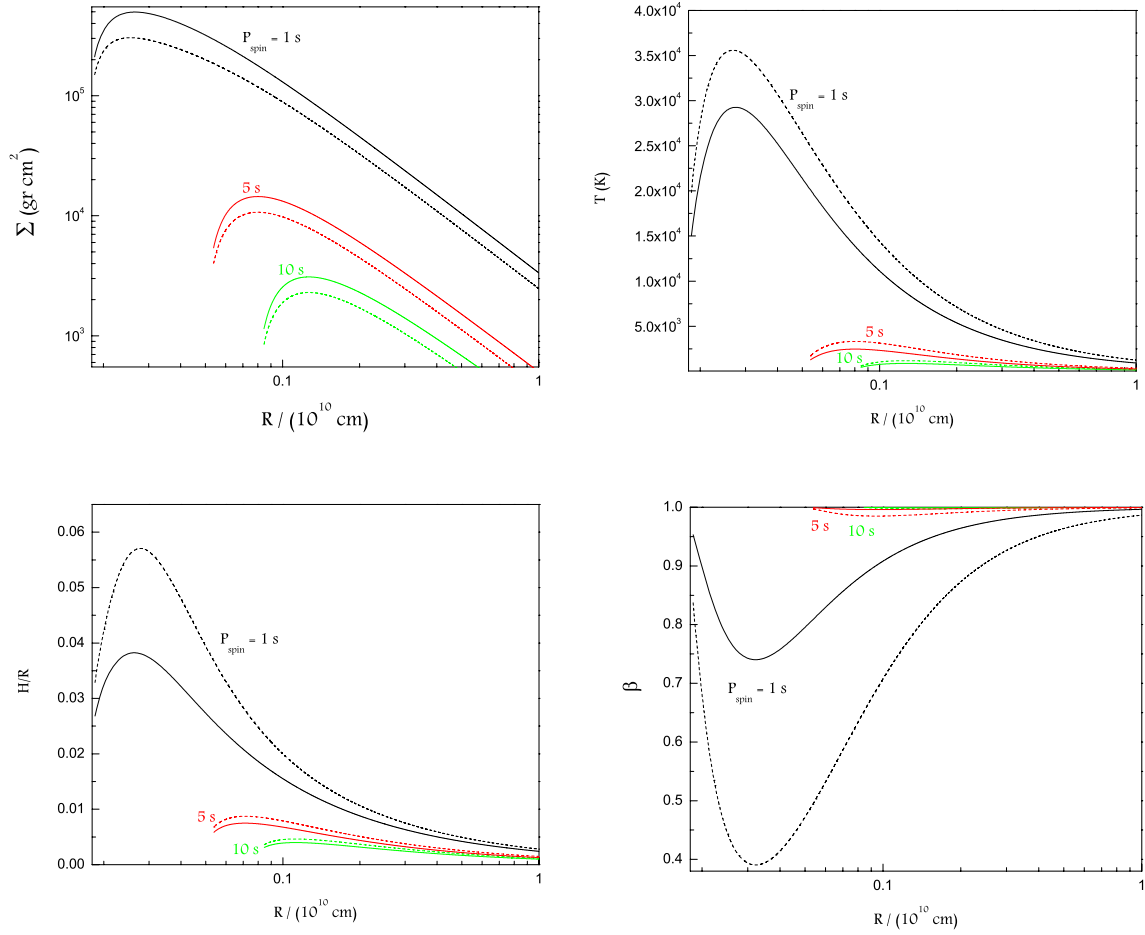 P_spin = 1 s
10^5
5 s
10^4
10 s
10^3
Σ (gr cm^2)
0.1
1
R / (10^10 cm)
4.0x10^4
3.5x10^4
3.0x10^4
2.5x10^4
2.0x10^4
1.5x10^4
1.0x10^4
5.0x10^3
T (K)
P_spin = 1 s
5 s
10 s
0.1
1
R / (10^10 cm)
0.06
0.05
0.04
0.03
0.02
0.01
0.00
H/R
P_spin = 1 s
5 s
10 s
0.1
1
R / (10^10 cm)
1.0
0.9
0.8
0.7
0.6
0.5
0.4
β
5 s
10 s
P_spin = 1 s
0.1
1
R / (10^10 cm)